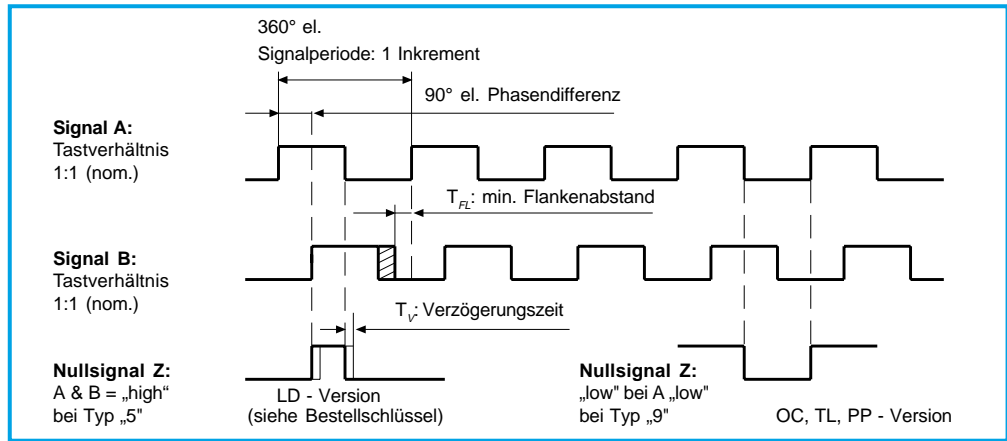 360° el.
Signalperiode: 1 Inkrement
90° el. Phasendifferenz
Signal A:
Tastverhältnis
1:1 (nom.)
T_FL: min. Flankenabstand
Signal B:
Tastverhältnis
1:1 (nom.)
T_V: Verzögerungszeit
Nullsignal Z:
A & B = „high“
bei Typ „5"
LD - Version
(siehe Bestellschlüssel)
Nullsignal Z:
„low" bei A „low"
bei Typ „9"
OC, TL, PP - Version